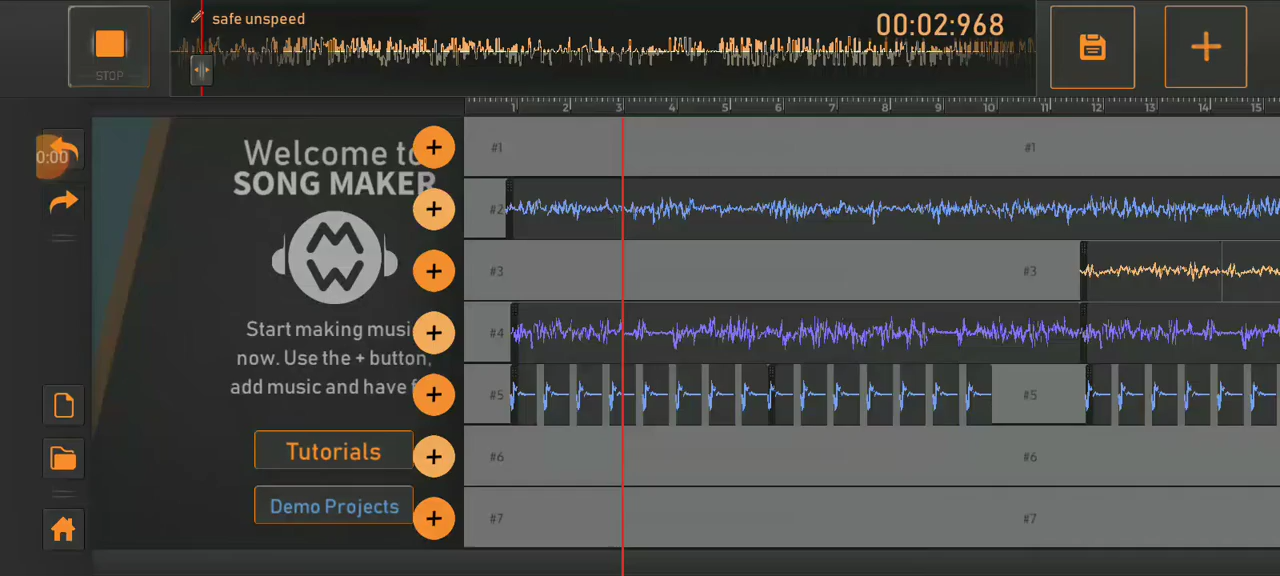 safe unspeed
00:02:968
STOP
1 2 3 4 5 6 7 8 9 10 11 12 13 14 15
0:00
Welcome to
SONG MAKER
Start making musi
now. Use the + button,
add music and have f
Tutorials
Demo Projects
#1 #1
#2
#3 #3
#4
#5 #5
#6 #6
#7 #7